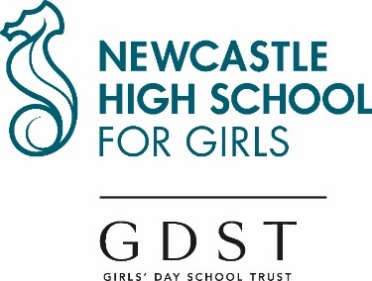 NEWCASTLE
HIGH SCHOOL
FOR GIRLS
GDST
GIRLS' DAY SCHOOL TRUST